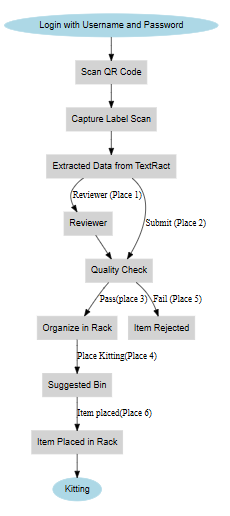 Login with Username and Password
Scan QR Code
Capture Label Scan
Extracted Data from TextRact
Reviewer (Place 1)
Reviewer
Submit (Place 2)
Quality Check
Pass(place 3)
Fail (Place 5)
Organize in Rack
Item Rejected
Place Kitting(Place 4)
Suggested Bin
Item placed(Place 6)
Item Placed in Rack
Kitting